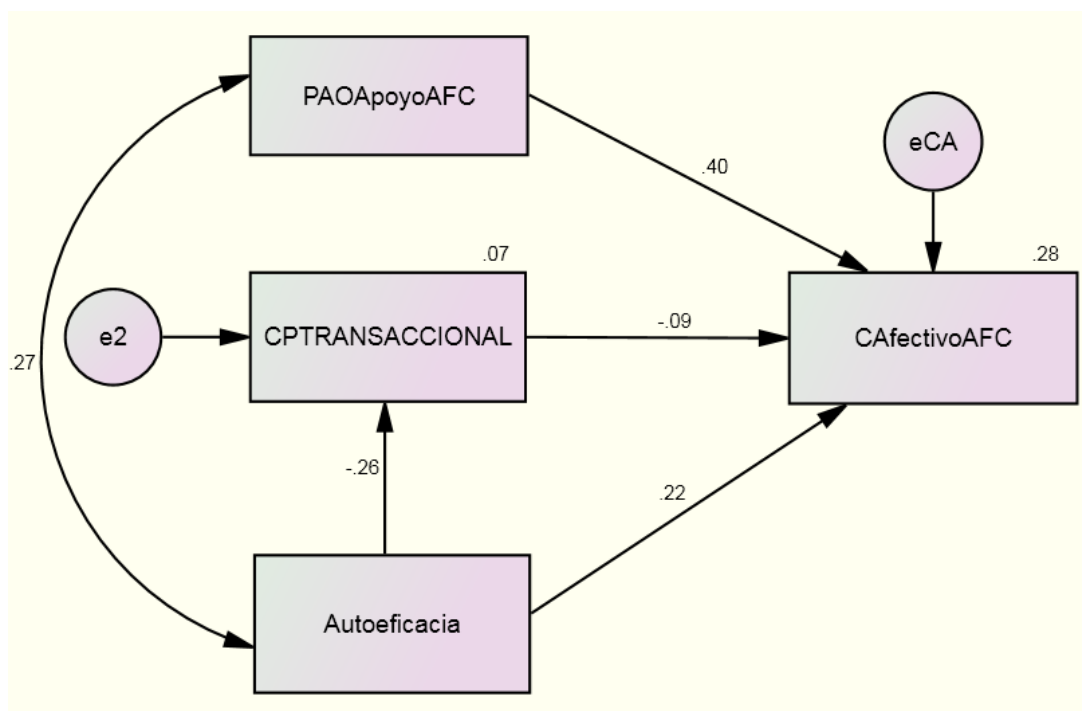 PAOApoyoAFC
eCA
.40
.07
.28
e2
CPTRANSACCIONAL
-.09
CAfectivoAFC
.27
-.26
.22
Autoeficacia